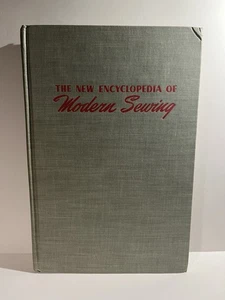 THE NEW ENCYCLOPEDIA OF
Modern Sewing